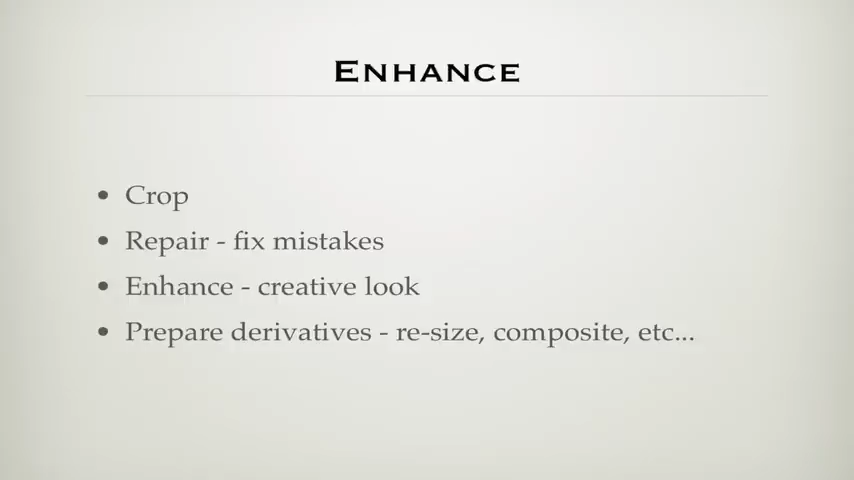 ENHANCE
• Crop
• Repair - fix mistakes
• Enhance - creative look
• Prepare derivatives - re-size, composite, etc...